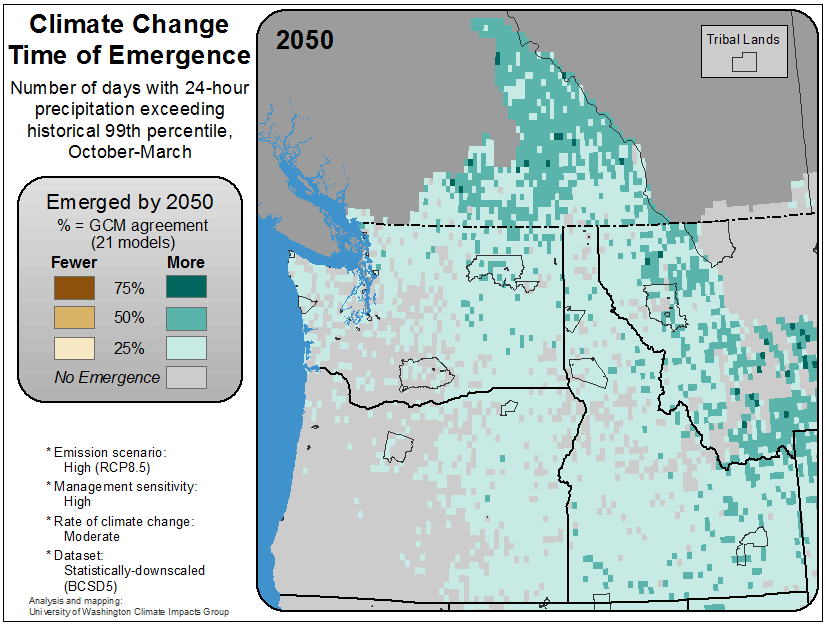 Climate Change
Time of Emergence
Number of days with 24-hour
precipitation exceeding
historical 99th percentile,
October-March
Emerged by 2050
% = GCM agreement
(21 models)
Fewer More
75%
50%
25%
No Emergence
* Emission scenario:
High (RCP8.5)
* Management sensitivity:
High
* Rate of climate change:
Moderate
* Dataset:
Statistically-downscaled
(BCSD5)
Analysis and mapping:
University of Washington Climate Impacts Group
2050
Tribal Lands